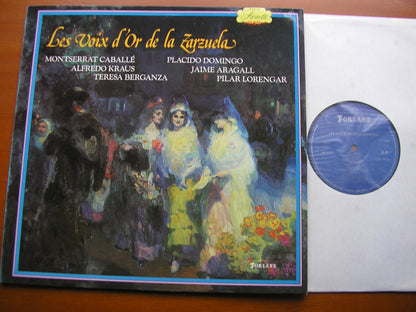 Les Voix d'Or de la Zarzuela
MONTSERRAT CABALLÉ
ALFREDO KRAUS
TERESA BERGANZA
PLACIDO DOMINGO
JAIME ARAGALL
PILAR LORENGAR
FORLANE
FORLANE